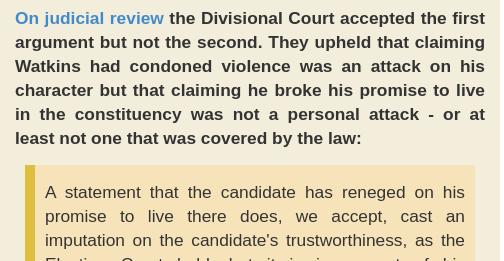 On judicial review the Divisional Court accepted the first
argument but not the second. They upheld that claiming
Watkins had condoned violence was an attack on his
character but that claiming he broke his promise to live
in the constituency was not a personal attack - or at
least not one that was covered by the law:
A statement that the candidate has reneged on his
promise to live there does, we accept, cast an
imputation on the candidate's trustworthiness, as the